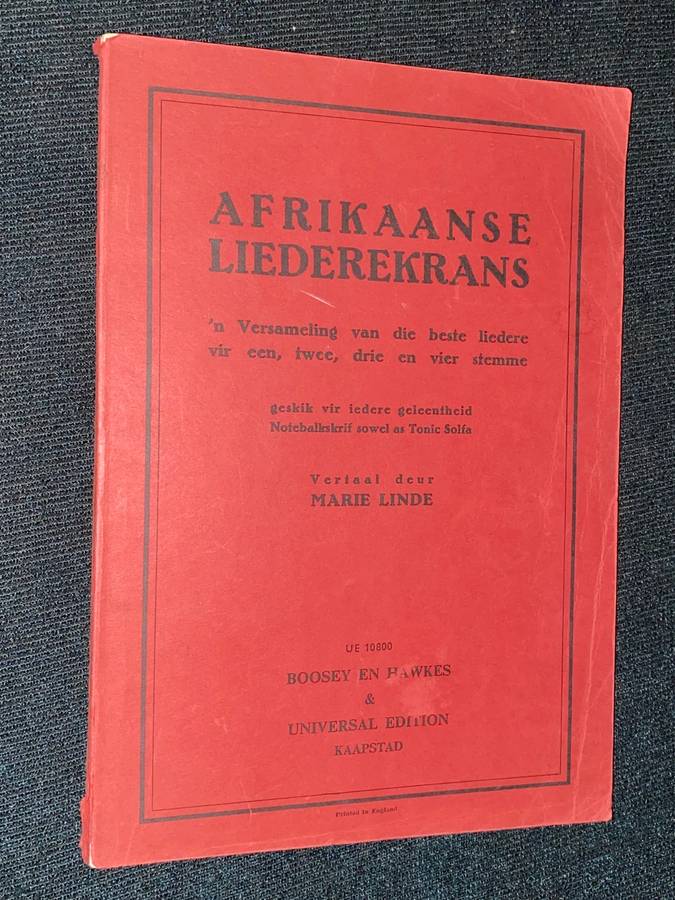 AFRIKAANSE
LIEDEREKRANS
'n Versameling van die beste liedere
vir een, twee, drie en vier stemme
geskik vir iedere geleentheid
Notebalkskrif sowel as Tonic Solfa
Vertaal deur
MARIE LINDE
UE 10800
BOOSEY EN HAWKES
&
UNIVERSAL EDITION
KAAPSTAD
Printed in England